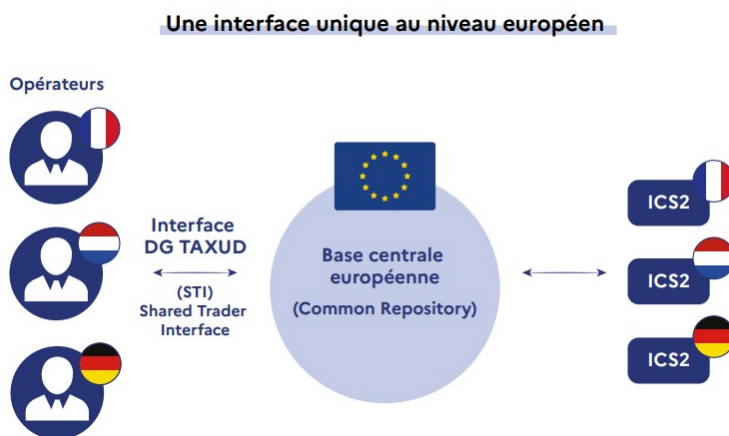 Une interface unique au niveau européen
Opérateurs
Interface
DG TAXUD
(STI)
Shared Trader
Interface
Base centrale
européenne
(Common Repository)
ICS2
ICS2
ICS2